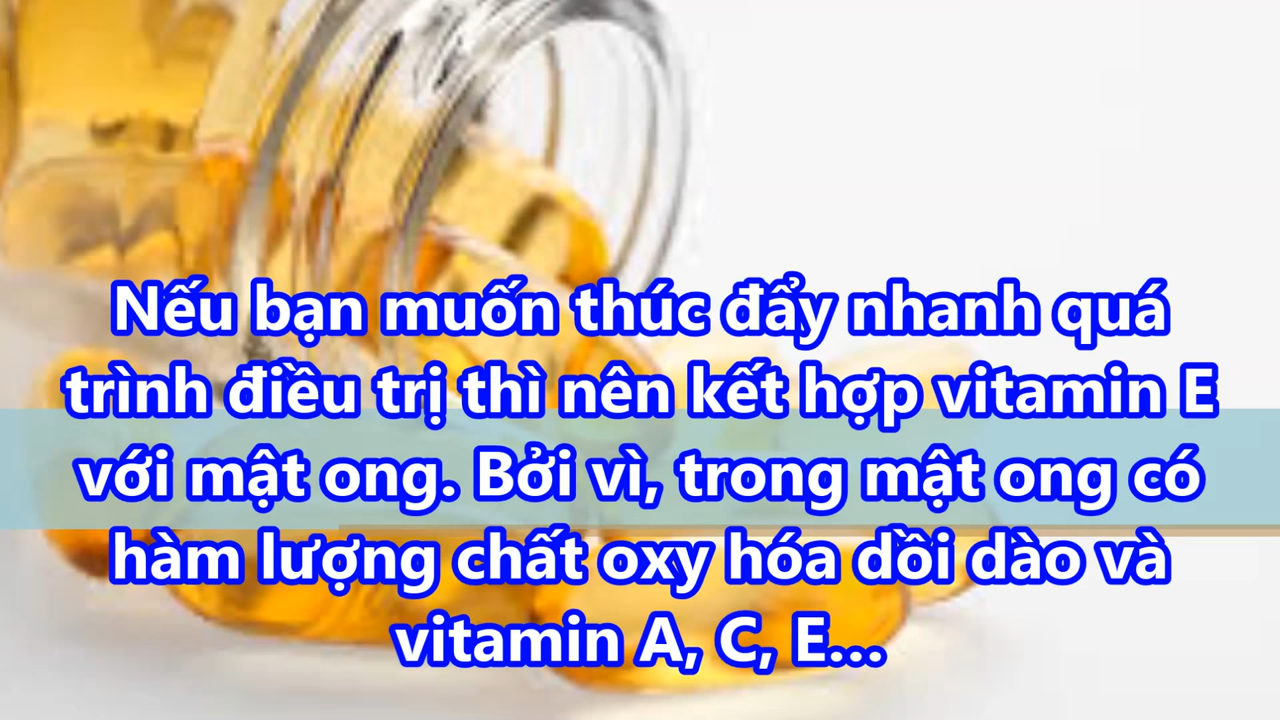 Nếu bạn muốn thúc đẩy nhanh quá
trình điều trị thì nên kết hợp vitamin E
với mật ong. Bởi vì, trong mật ong có
hàm lượng chất oxy hóa dồi dào và
vitamin A, C, E...